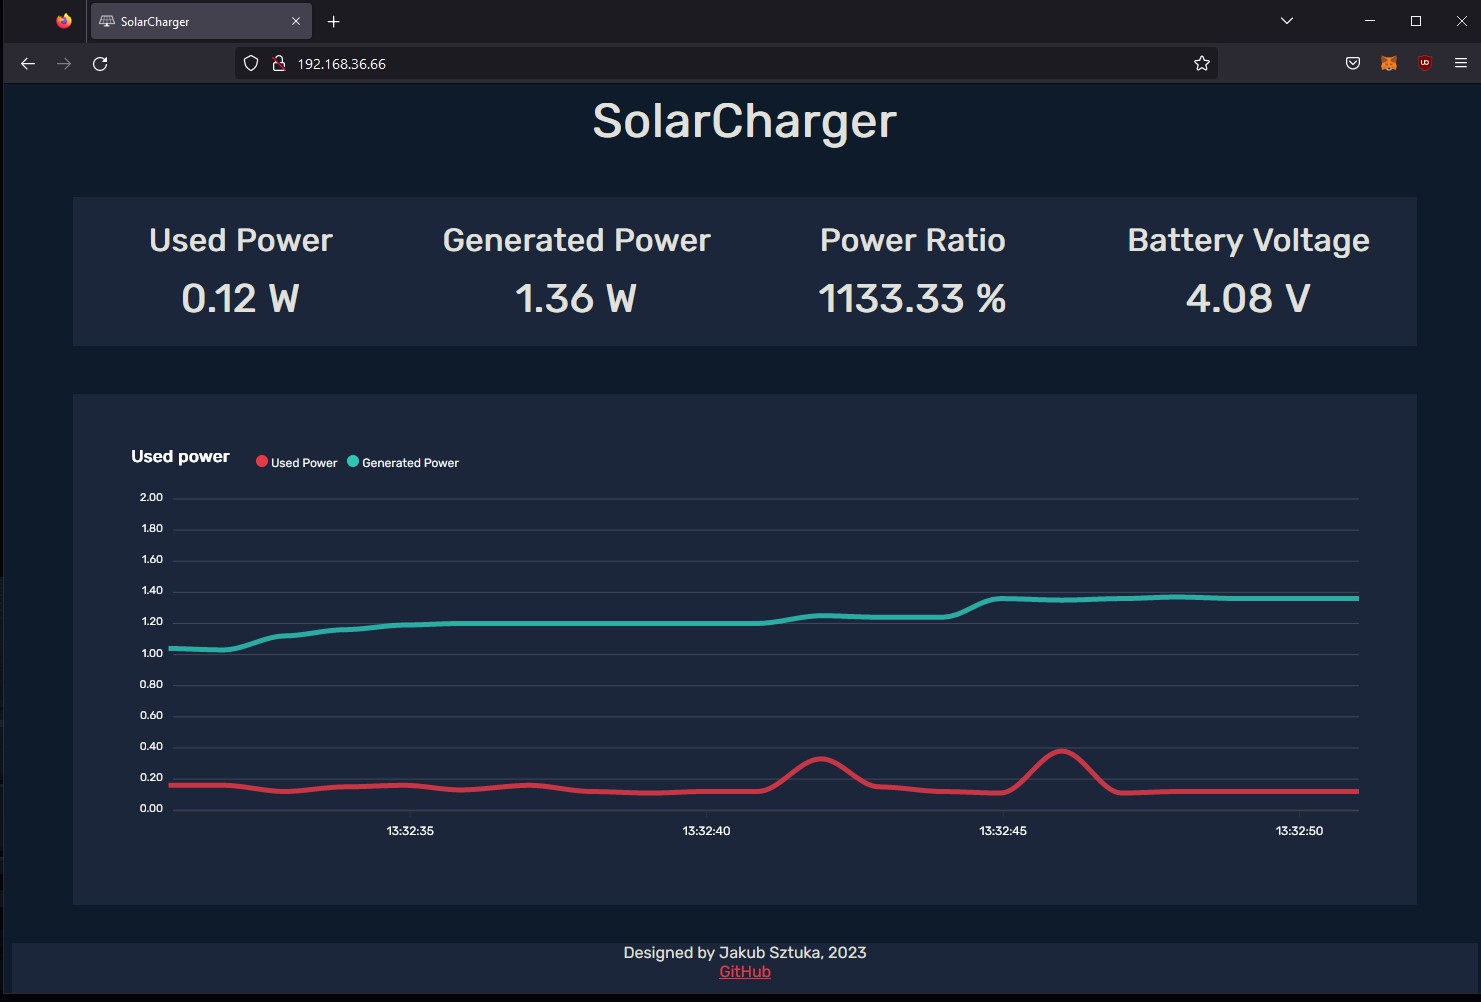 SolarCharger
192.168.36.66
SolarCharger
Used Power Generated Power Power Ratio Battery Voltage
0.12 W 1.36 W 1133.33 % 4.08 V
Used power Used Power Generated Power
2.00
1.80
1.60
1.40
1.20
1.00
0.80
0.60
0.40
0.20
0.00
13:32:35 13:32:40 13:32:45 13:32:50
Designed by Jakub Sztuka, 2023
GitHub